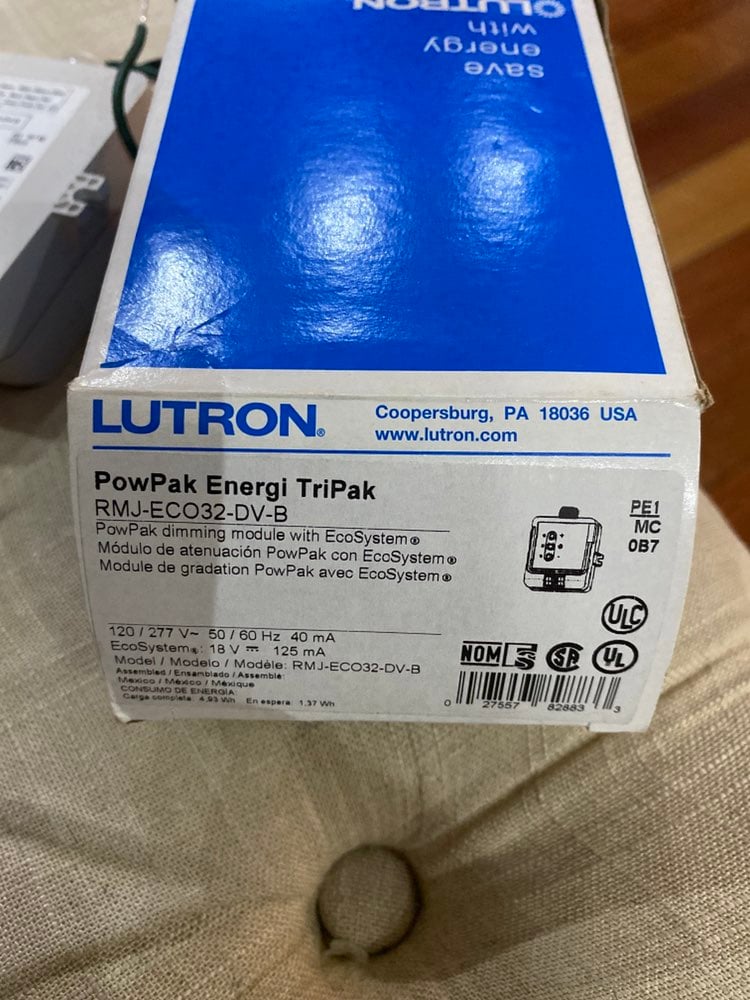 LUTRON
save
energy
with
LUTRON®
Coopersburg, PA 18036 USA
www.lutron.com
PowPak Energi TriPak
RMJ-ECO32-DV-B
PowPak dimming module with EcoSystem®
Módulo de atenuación PowPak con EcoSystem®
Module de gradation PowPak avec EcoSystem®
PE1
MC
0B7
120 / 277 V~ 50 / 60 Hz 40 mA
EcoSystem®: 18 V ⎓ 125 mA
Model / Modelo / Modèle: RMJ-ECO32-DV-B
Assembled / Ensamblado / Assemblé:
Mexico / México / Mexique
CONSUMO DE ENERGÍA:
Carga completa: 4,93 Wh En espera: 1,37 Wh
ULC
NOM
UL
0 27557 82883 3